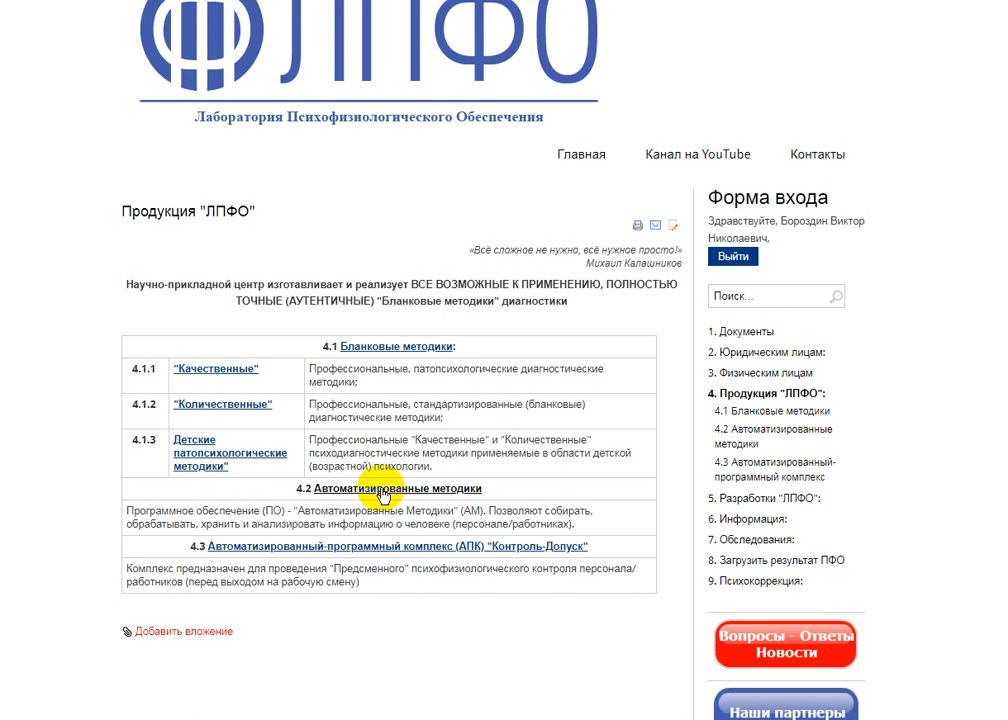 ЛПФО
Лаборатория Психофизиологического Обеспечения
Главная Канал на YouTube Контакты
Продукция "ЛПФО"
«Всё сложное не нужно, всё нужное просто!»
Михаил Калашников
Научно-прикладной центр изготавливает и реализует ВСЕ ВОЗМОЖНЫЕ К ПРИМЕНЕНИЮ, ПОЛНОСТЬЮ
ТОЧНЫЕ (АУТЕНТИЧНЫЕ) "Бланковые методики" диагностики
4.1 Бланковые методики:
4.1.1 "Качественные" Профессиональные, патопсихологические диагностические
методики;
4.1.2 "Количественные" Профессиональные, стандартизированные (бланковые)
диагностические методики;
4.1.3 Детские Профессиональные "Качественные" и "Количественные"
патопсихологические психодиагностические методики применяемые в области детской
методики" (возрастной) психологии.
4.2 Автоматизированные методики
Программное обеспечение (ПО) - "Автоматизированные Методики" (АМ). Позволяют собирать,
обрабатывать, хранить и анализировать информацию о человеке (персонале/работниках).
4.3 Автоматизированный-программный комплекс (АПК) "Контроль-Допуск"
Комплекс предназначен для проведения "Предсменного" психофизиологического контроля персонала/
работников (перед выходом на рабочую смену)
Добавить вложение
Форма входа
Здравствуйте, Бороздин Виктор
Николаевич,
Выйти
Поиск...
1. Документы
2. Юридическим лицам:
3. Физическим лицам
4. Продукция "ЛПФО":
4.1 Бланковые методики
4.2 Автоматизированные
методики
4.3 Автоматизированный-
программный комплекс
5. Разработки "ЛПФО":
6. Информация:
7. Обследования:
8. Загрузить результат ПФО
9. Психокоррекция:
Вопросы - Ответы
Новости
Наши партнеры